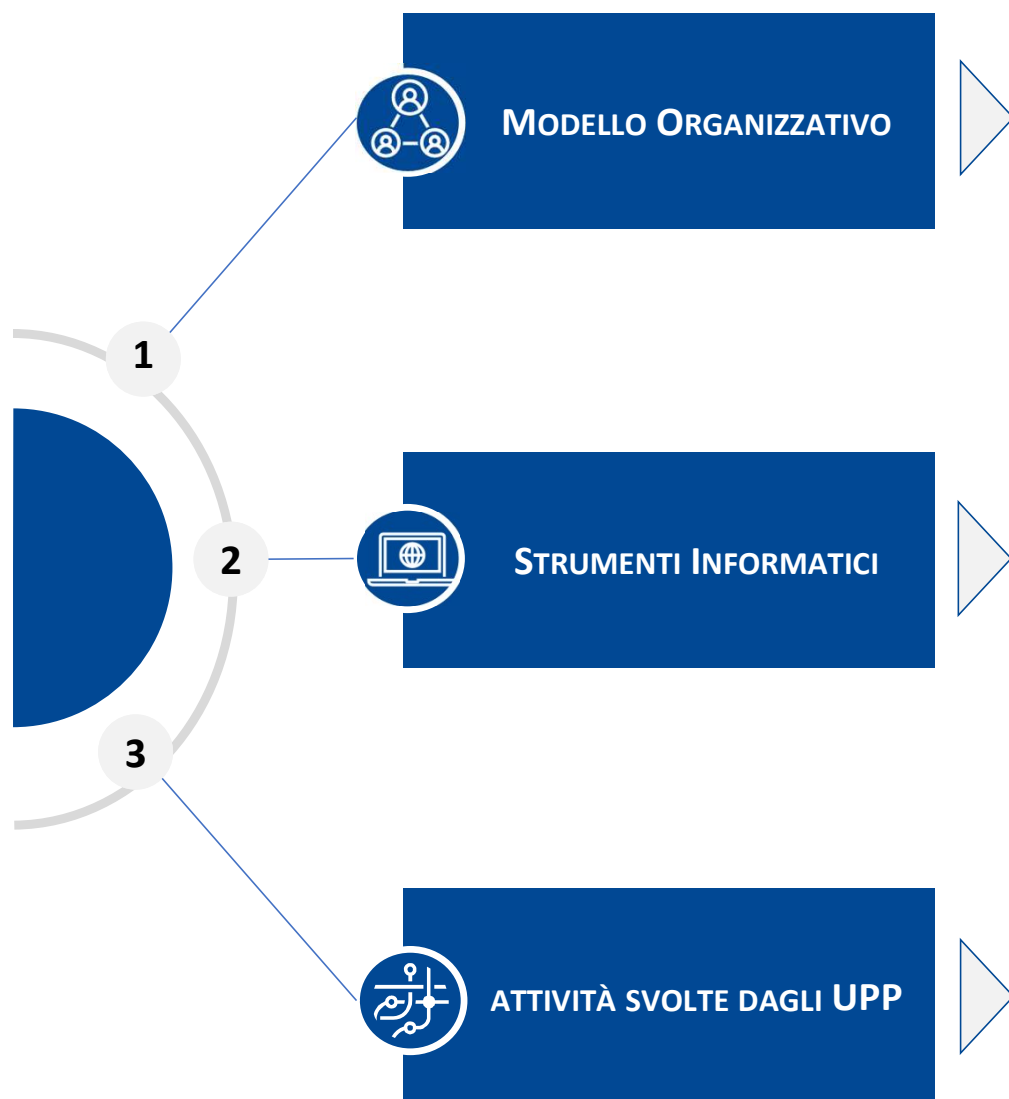 MODELLO ORGANIZZATIVO
1
2
STRUMENTI INFORMATICI
3
ATTIVITÀ SVOLTE DAGLI UPP